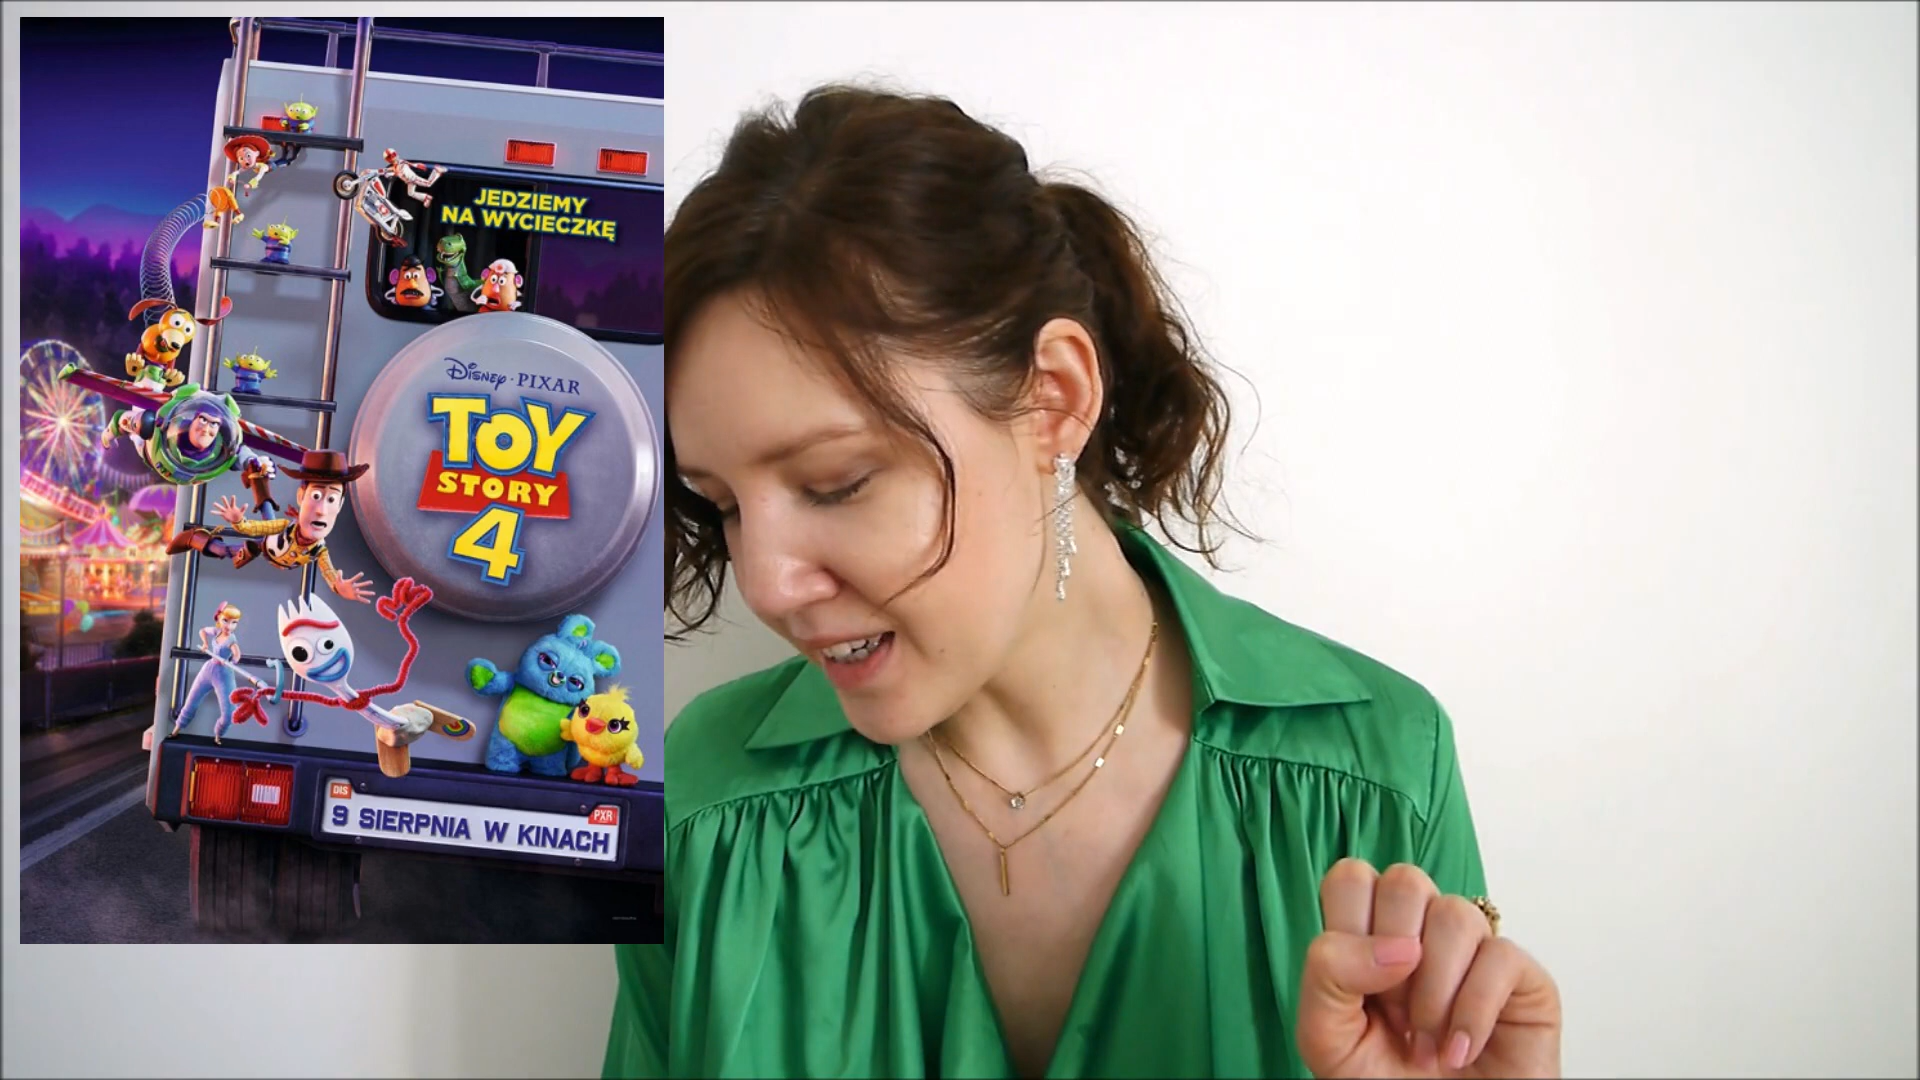 JEDZIEMY
NA WYCIECZKĘ
DISNEY · PIXAR
TOY
STORY
4
DIS
PXR
9 SIERPNIA W KINACH